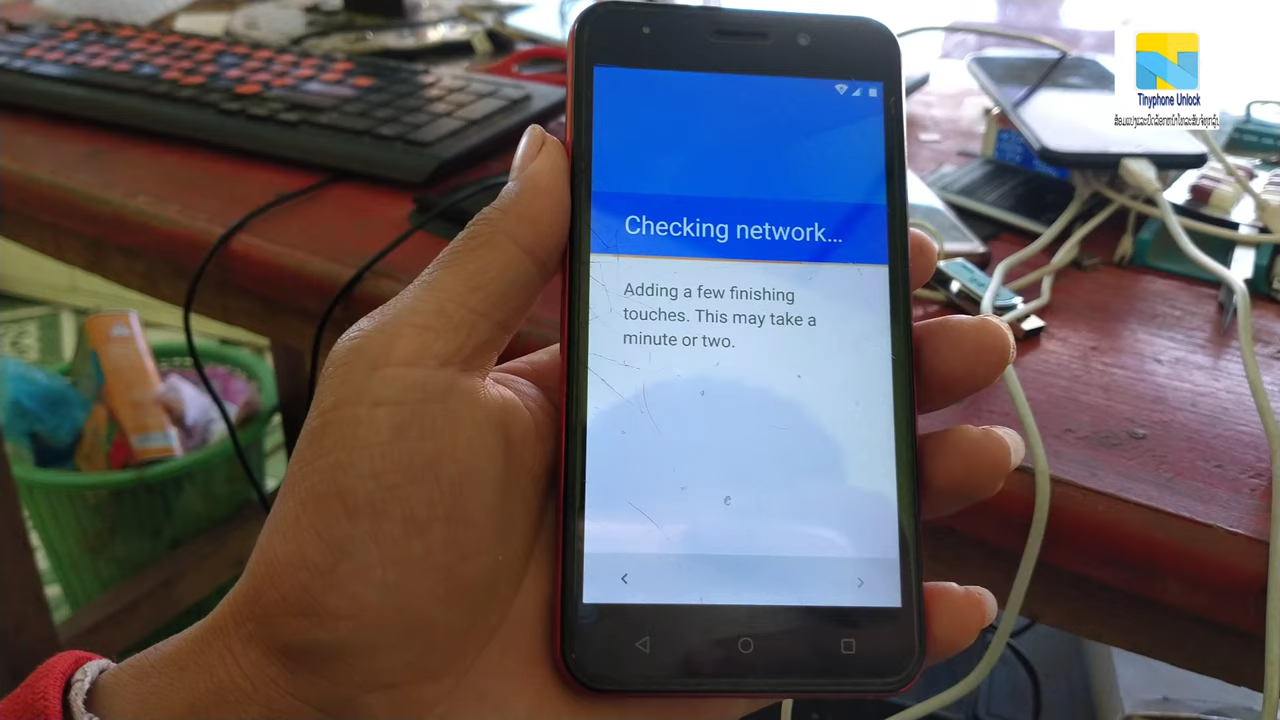 Tinyphone Unlock
Checking network...
Adding a few finishing
touches. This may take a
minute or two.